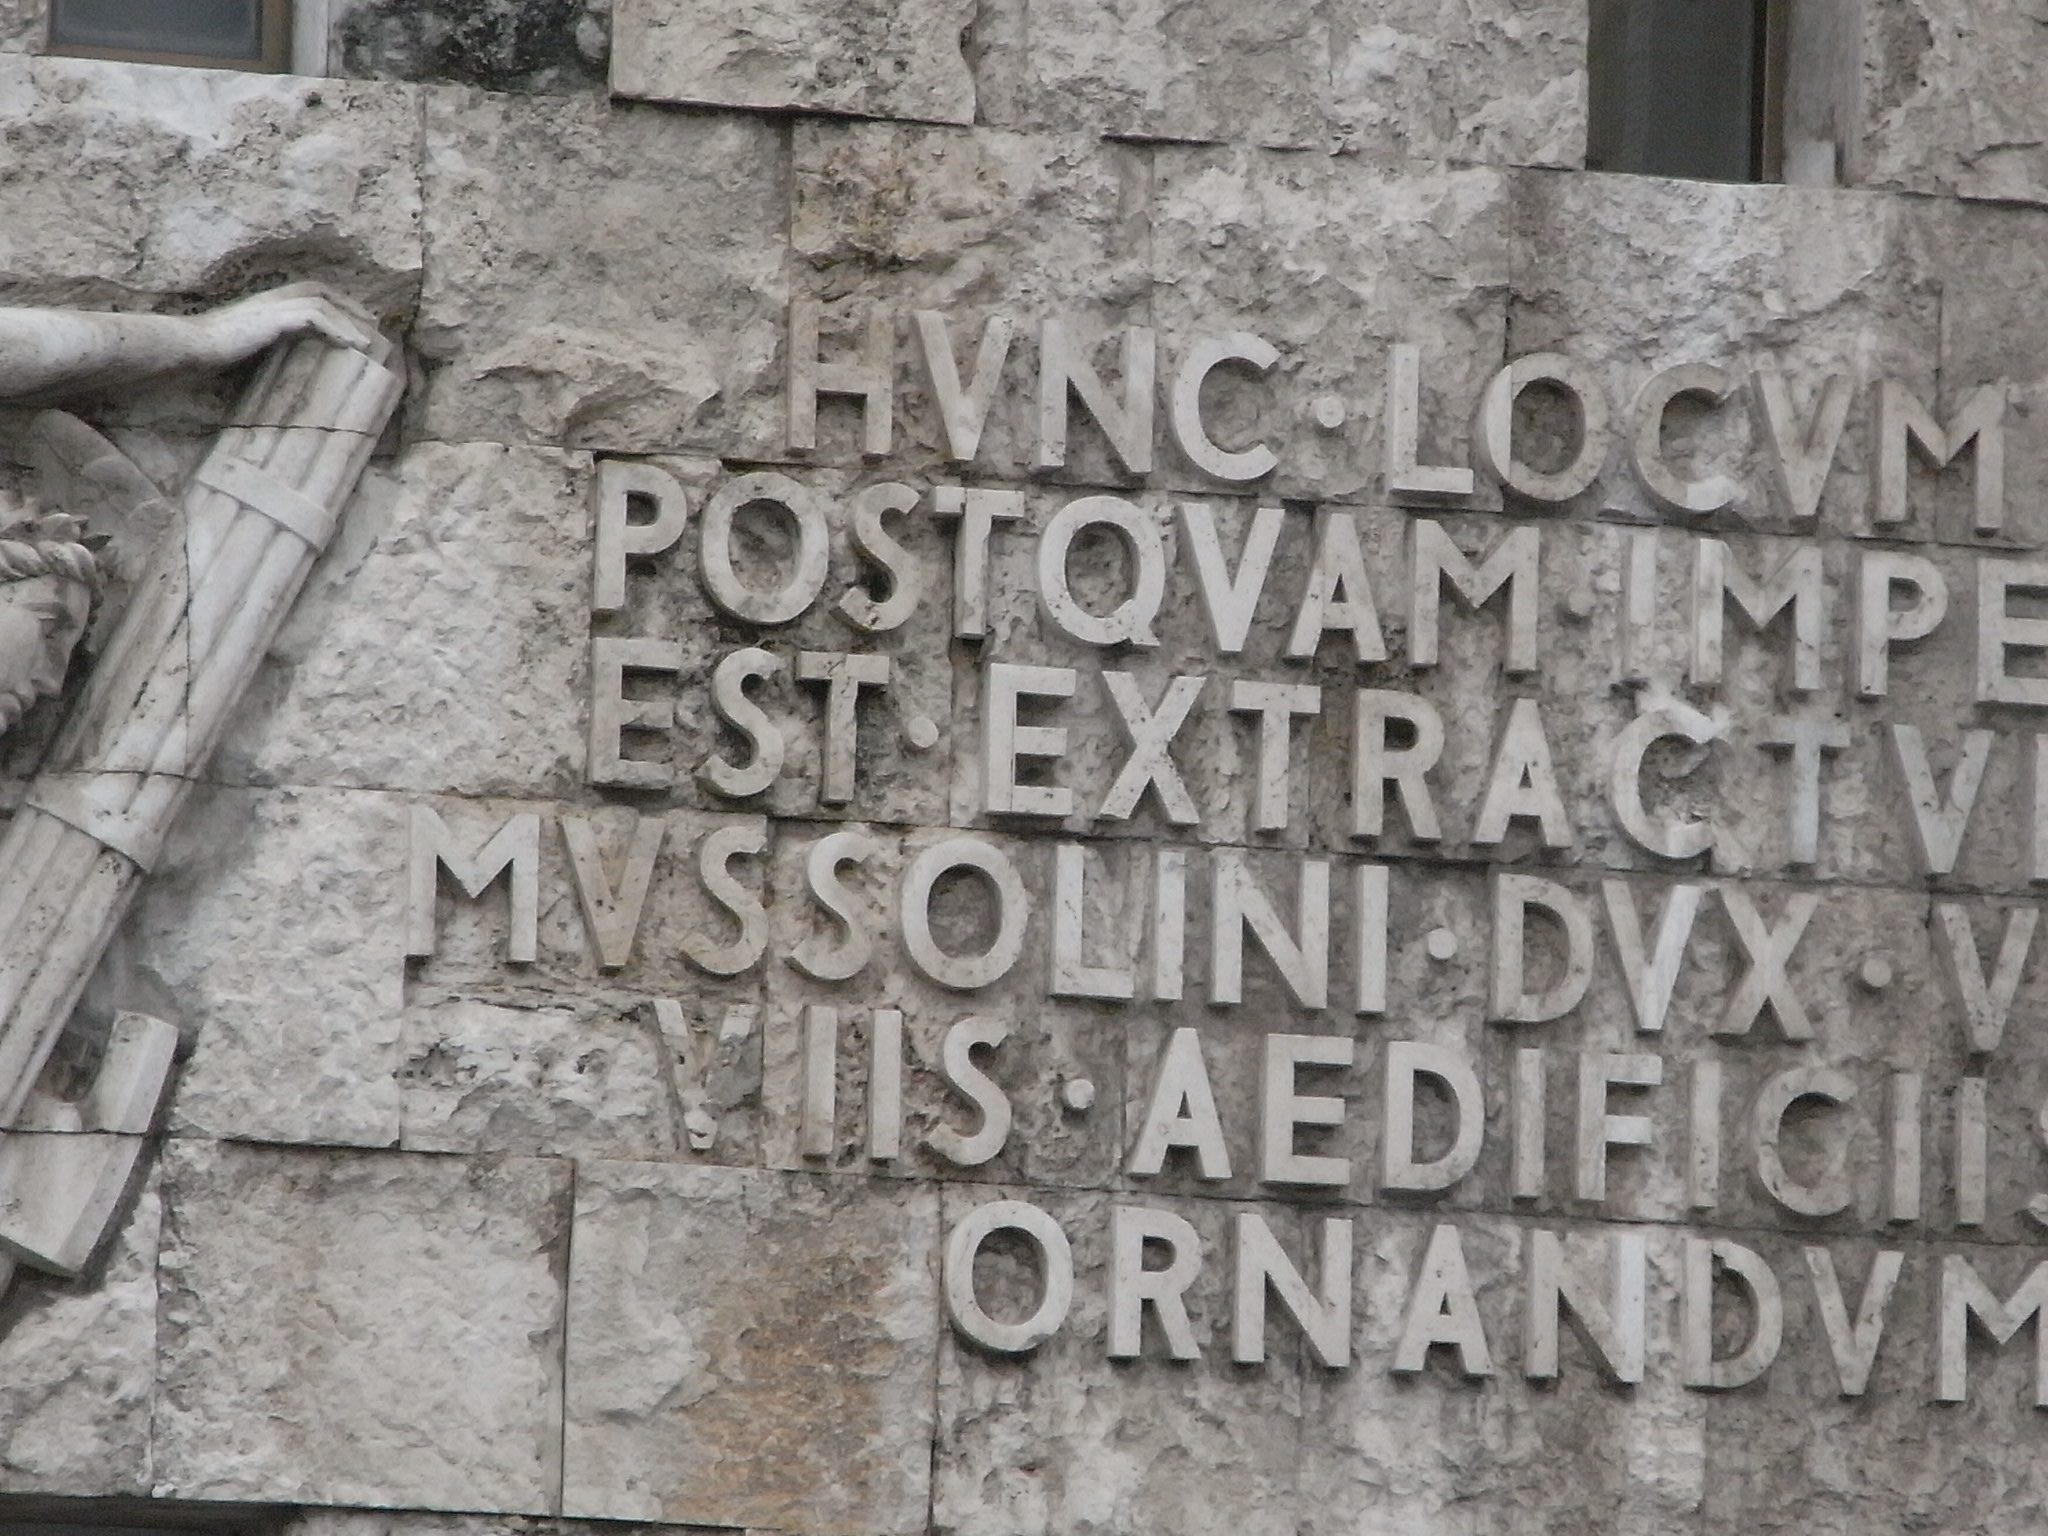 HVNC · LOCVM
POSTQVAM · IMPE
EST · EXTRACTV
MVSSOLINI · DVX · V
VIIS · AEDIFICIIS
ORNANDVM